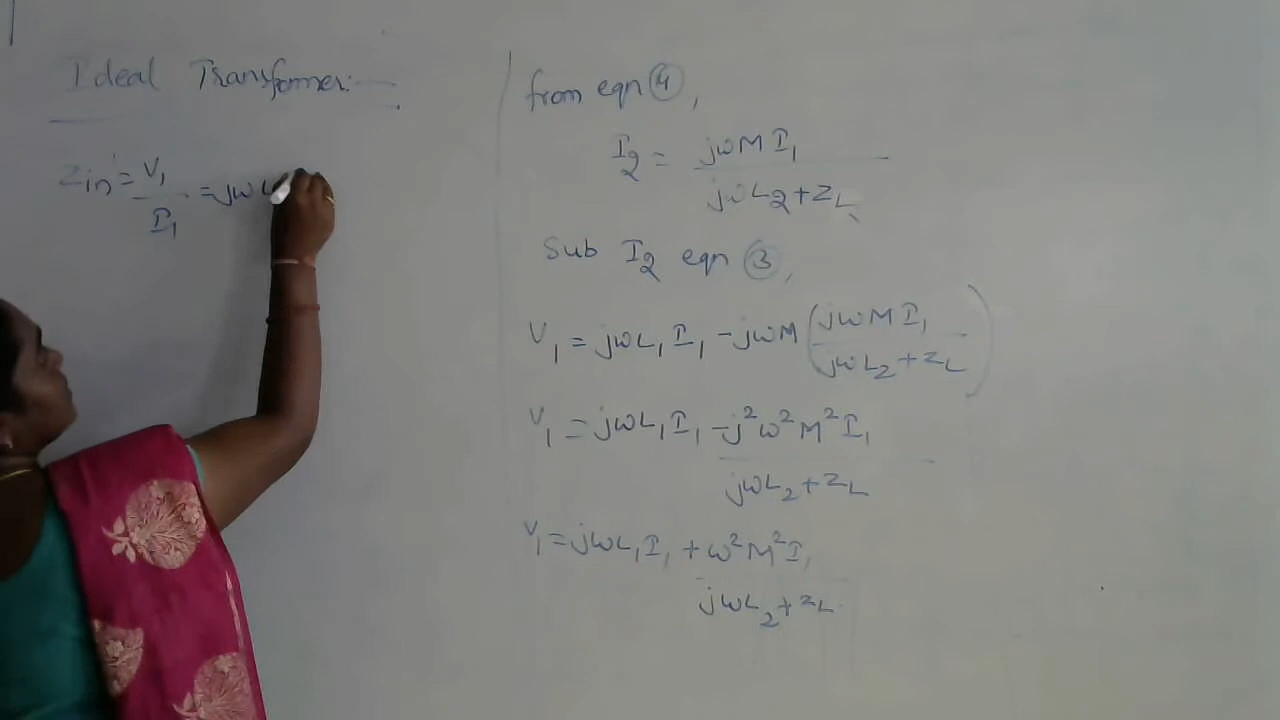 Ideal Transformer:
Zin = V1 / I1 = jωL
from eqn 4,
I2 = jωM I1 / jωL2 + ZL
Sub I2 eqn 3,
V1 = jωL1 I1 - jωM (jωM I1 / jωL2 + ZL)
V1 = jωL1 I1 - j²ω²M² I1 / jωL2 + ZL
V1 = jωL1 I1 + ω²M² I1 / jωL2 + ZL